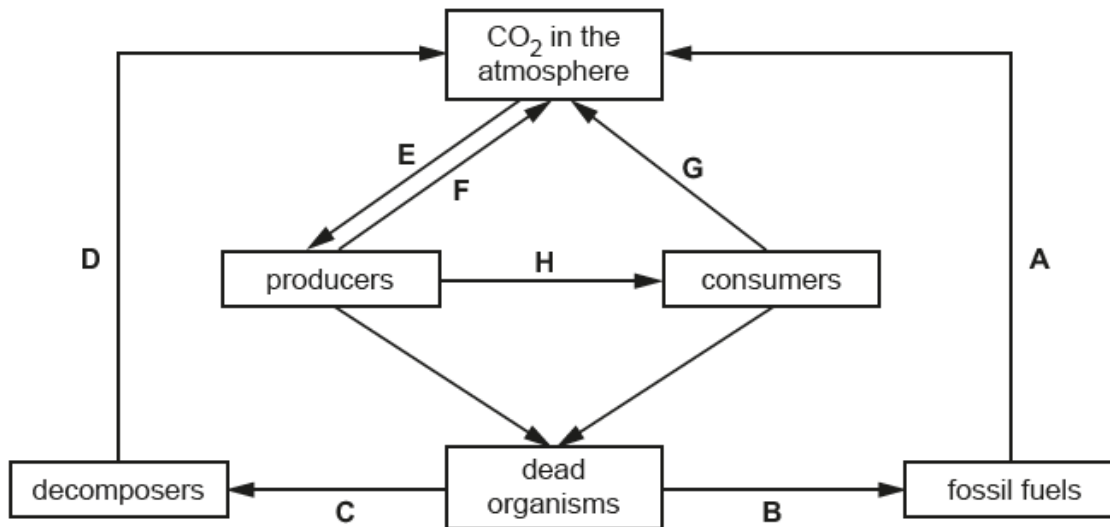 CO₂ in the
atmosphere
E
F
G
D
H
A
producers
consumers
decomposers
C
dead
organisms
B
fossil fuels